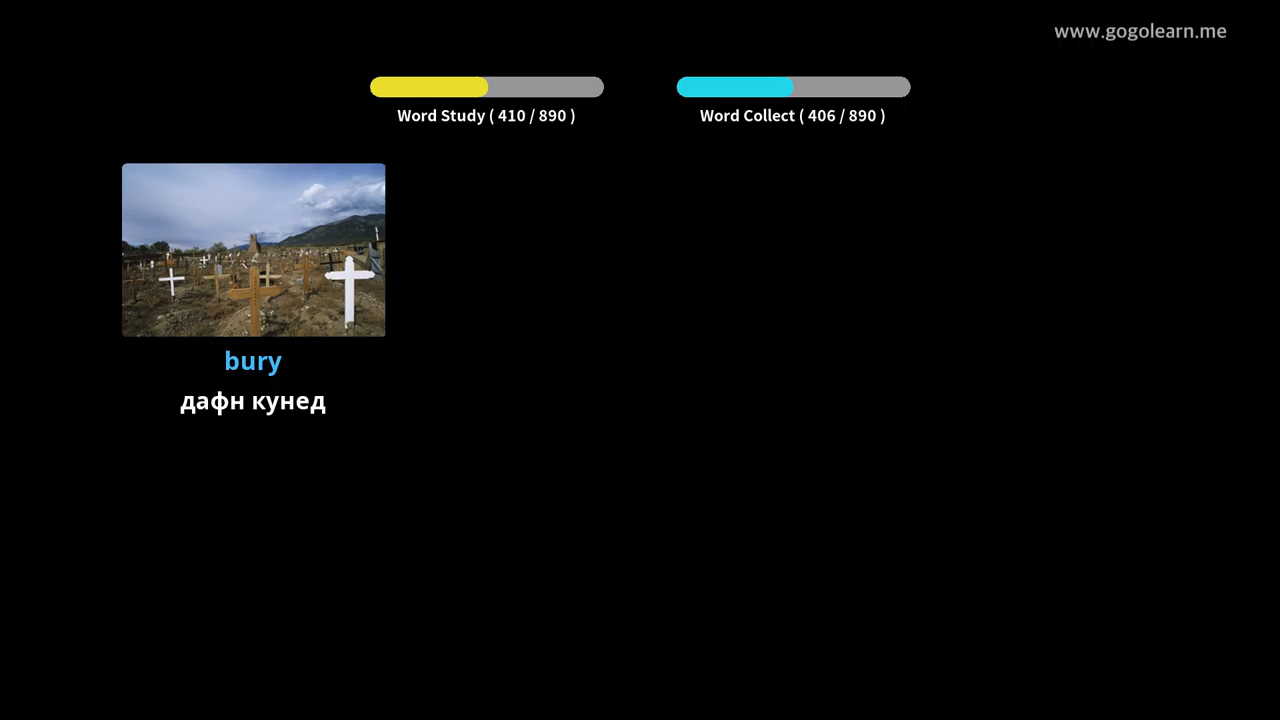 www.gogolearn.me
Word Study ( 410 / 890 )
Word Collect ( 406 / 890 )
bury
дафн кунед